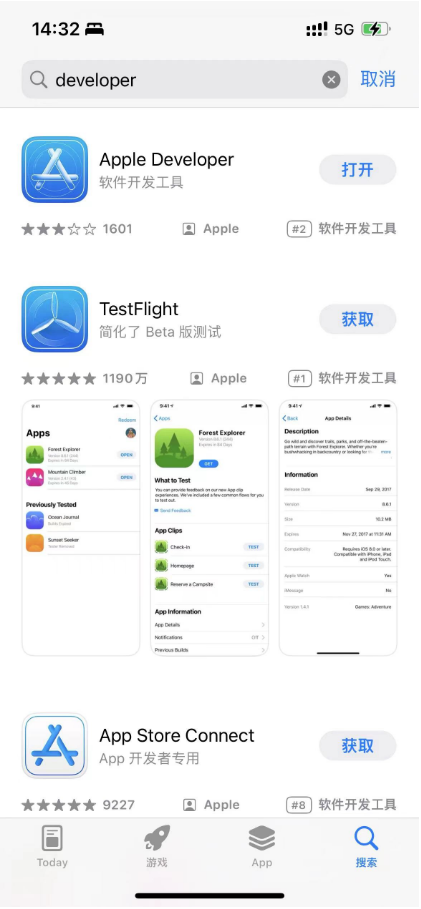 14:32
5G
developer
取消
Apple Developer
打开
软件开发工具
1601
Apple
#2 软件开发工具
TestFlight
获取
简化了 Beta 版测试
1190万
Apple
#1 软件开发工具
9:41
Redeem
Apps
Forest Explorer
OPEN
Mountain Climber
OPEN
Previously Tested
Ocean Journal
Sunset Seeker
9:41
Apps
Forest Explorer
GET
What to Test
You can provide feedback on our new App clip
experiences. We've included a few common flows for you
to test out.
Send Feedback
App Clips
Check-In
TEST
Homepage
TEST
Reserve a Campsite
TEST
App Information
App Details
Notifications
Off
Previous Builds
9:41
Back
App Details
Description
Go wild and discover trails, parks, and off-the-beaten-
path terrain with Forest Explorer. Whether you're
bushwhacking in backcountry or looking for
more
Information
Release Date
Sep 29, 2017
Version
Size
10.2 MB
Expires
Nov 27, 2017 at 11:31 AM
Compatibility
Requires iOS 9.0 or later.
Compatible with iPhone, iPad
and iPod Touch.
Apple Watch
Yes
iMessage
No
Version 1.4.1
Games: Adventure
App Store Connect
获取
App 开发者专用
9227
Apple
#8 软件开发工具
Today
游戏
App
搜索